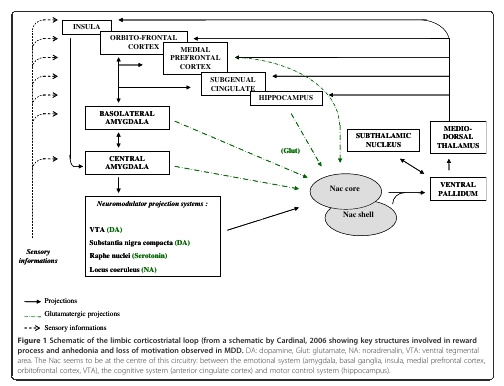 INSULA
ORBITO-FRONTAL
CORTEX
MEDIAL
PREFRONTAL
CORTEX
SUBGENUAL
CINGULATE
HIPPOCAMPUS
BASOLATERAL
AMYGDALA
(Glut)
SUBTHALAMIC
NUCLEUS
MEDIO-
DORSAL
THALAMUS
CENTRAL
AMYGDALA
Nac core
Nac shell
VENTRAL
PALLIDUM
Neuromodulator projection systems :
VTA (DA)
Substantia nigra compacta (DA)
Raphe nuclei (Serotonin)
Locus coeruleus (NA)
Sensory
informations
Projections
Glutamatergic projections
Sensory informations
Figure 1 Schematic of the limbic corticostriatal loop (from a schematic by Cardinal, 2006 showing key structures involved in reward
process and anhedonia and loss of motivation observed in MDD. DA: dopamine, Glut: glutamate, NA: noradrenalin, VTA: ventral tegmental
area. The Nac seems to be at the centre of this circuitry: between the emotional system (amygdala, basal ganglia, insula, medial prefrontal cortex,
orbitofrontal cortex, VTA), the cognitive system (anterior cingulate cortex) and motor control system (hippocampus).